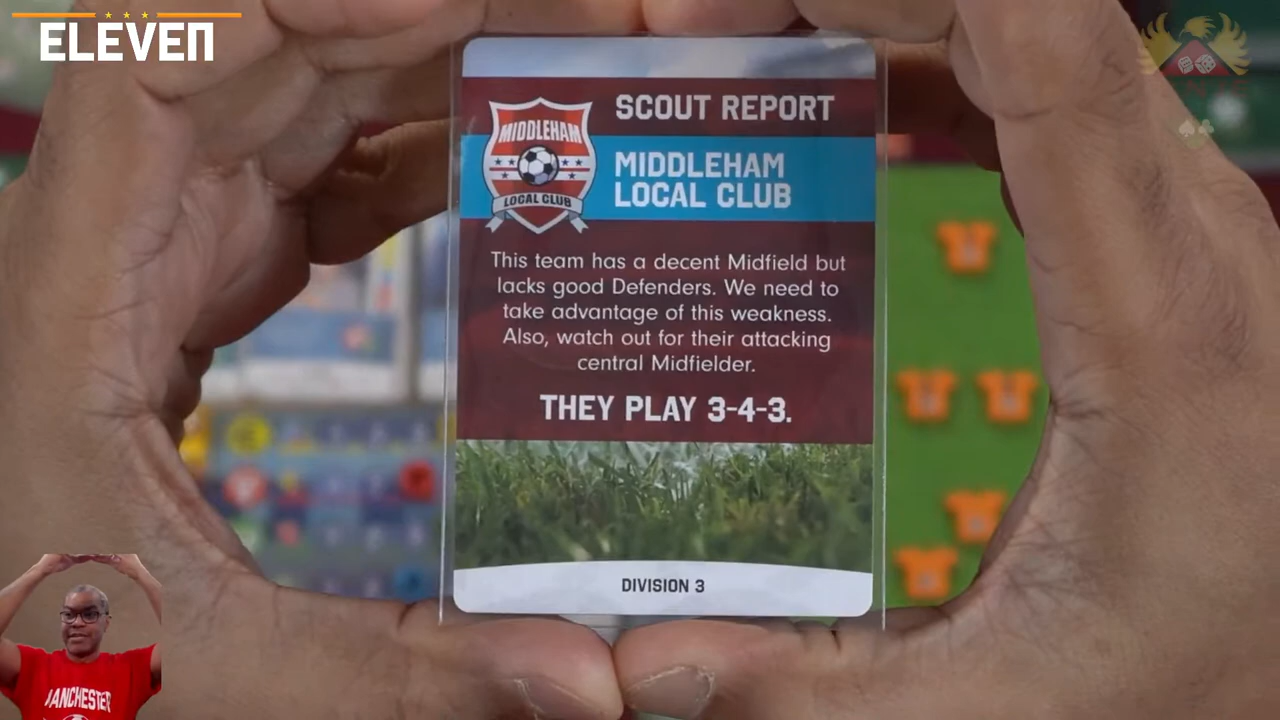 ELEVEN
SCOUT REPORT
MIDDLEHAM
LOCAL CLUB
MIDDLEHAM
LOCAL CLUB
This team has a decent Midfield but
lacks good Defenders. We need to
take advantage of this weakness.
Also, watch out for their attacking
central Midfielder.
THEY PLAY 3-4-3.
DIVISION 3
MANCHESTER